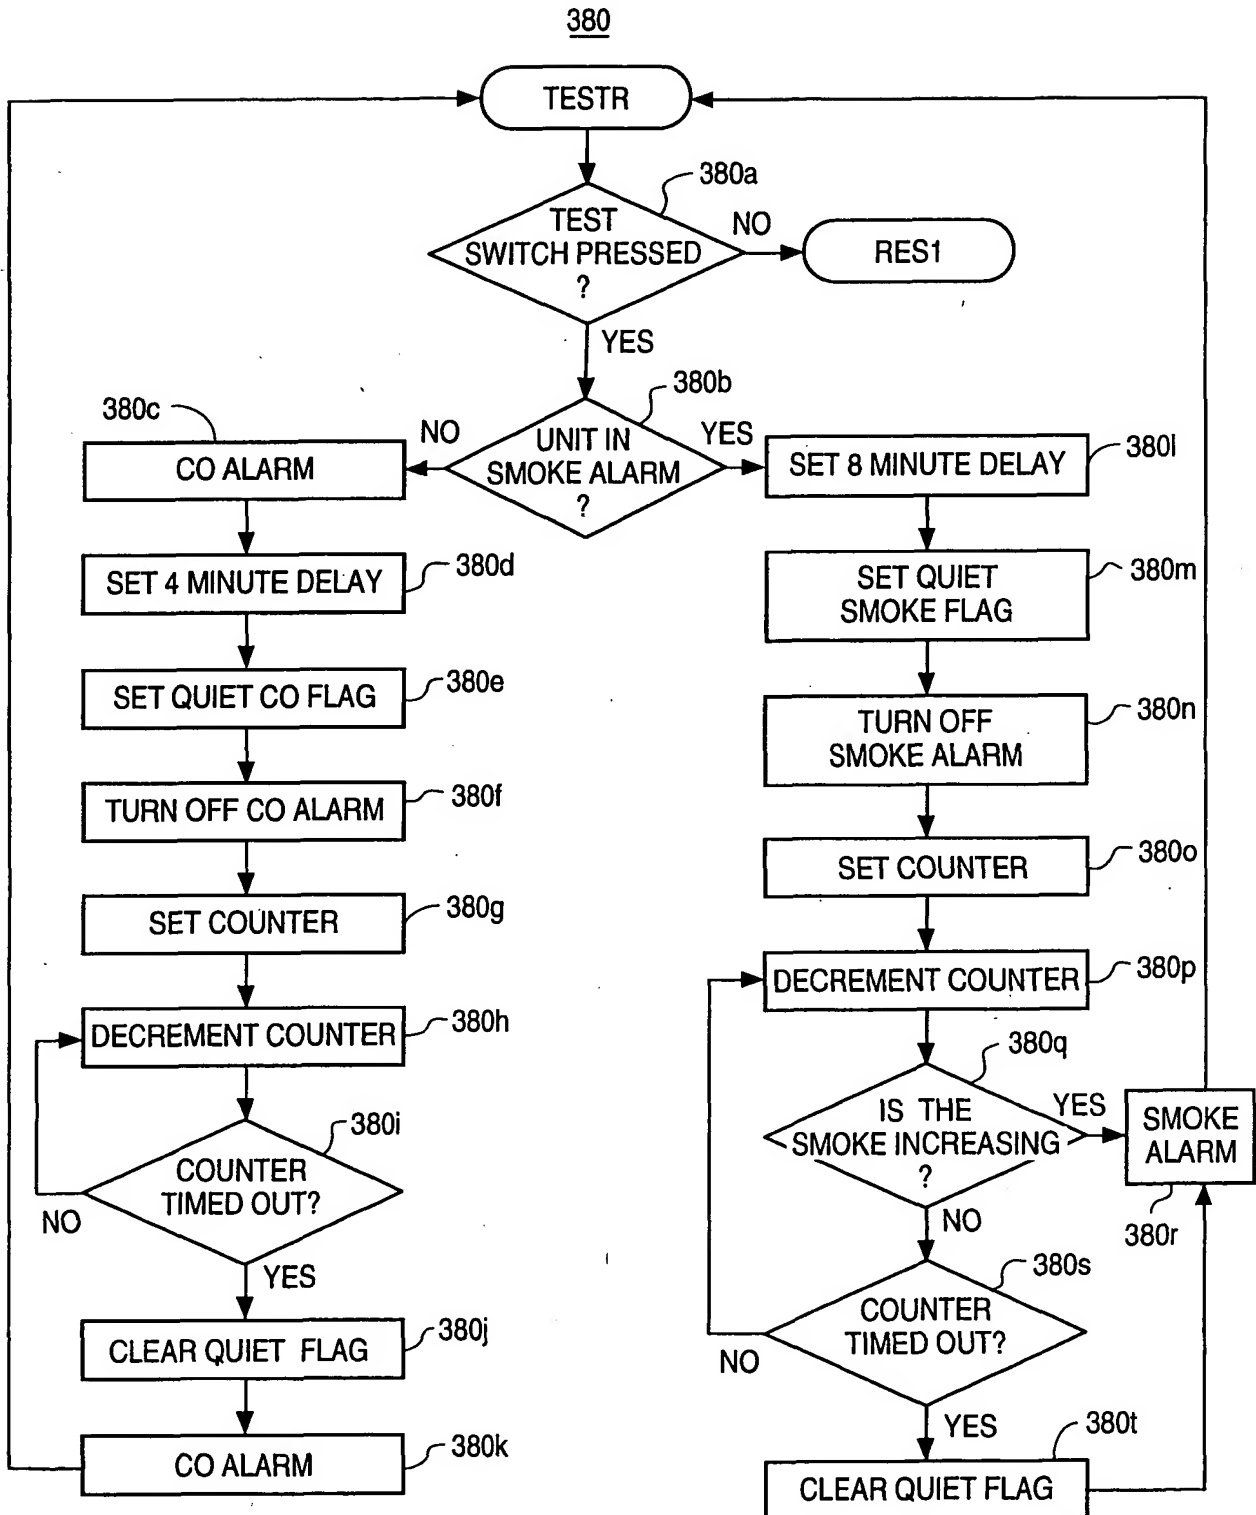 380
TESTR
380a
TEST
SWITCH PRESSED
?
NO
RES1
YES
380b
UNIT IN
SMOKE ALARM
?
NO
YES
380c
CO ALARM
380d
SET 4 MINUTE DELAY
380e
SET QUIET CO FLAG
380f
TURN OFF CO ALARM
380g
SET COUNTER
380h
DECREMENT COUNTER
380i
COUNTER
TIMED OUT?
NO
YES
380j
CLEAR QUIET FLAG
380k
CO ALARM
380l
SET 8 MINUTE DELAY
380m
SET QUIET
SMOKE FLAG
380n
TURN OFF
SMOKE ALARM
380o
SET COUNTER
380p
DECREMENT COUNTER
380q
IS THE
SMOKE INCREASING
?
YES
SMOKE
ALARM
380r
NO
380s
COUNTER
TIMED OUT?
NO
YES
380t
CLEAR QUIET FLAG